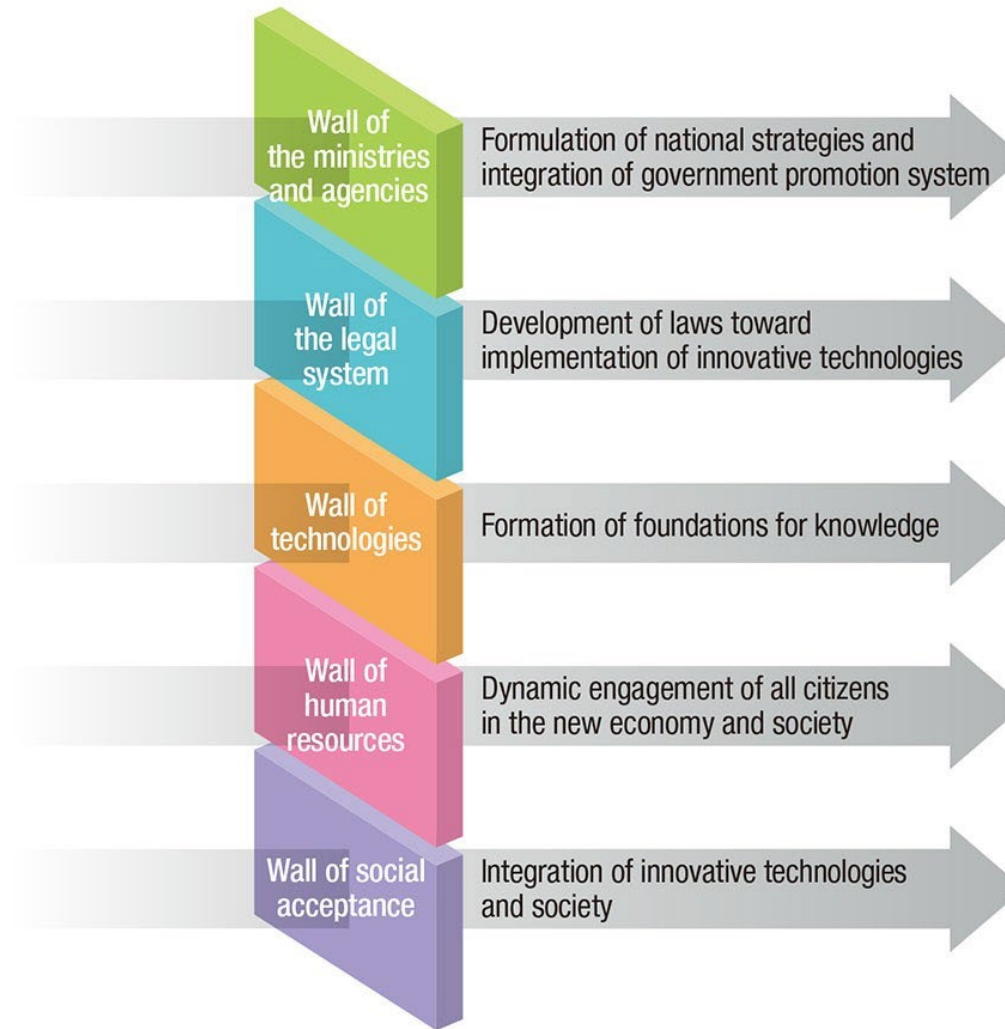 Wall of
the ministries
and agencies
Formulation of national strategies and
integration of government promotion system
Wall of
the legal
system
Development of laws toward
implementation of innovative technologies
Wall of
technologies
Formation of foundations for knowledge
Wall of
human
resources
Dynamic engagement of all citizens
in the new economy and society
Wall of social
acceptance
Integration of innovative technologies
and society